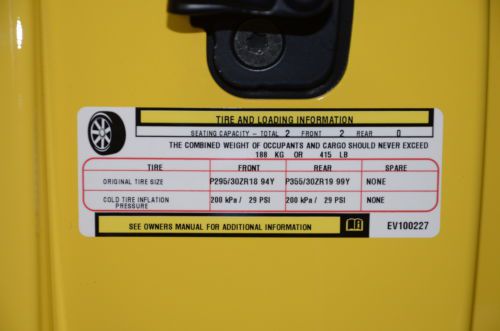 TIRE AND LOADING INFORMATION
SEATING CAPACITY - TOTAL 2 FRONT 2 REAR 0
THE COMBINED WEIGHT OF OCCUPANTS AND CARGO SHOULD NEVER EXCEED
188 KG OR 415 LB
TIRE FRONT REAR SPARE
ORIGINAL TIRE SIZE P295/30ZR18 94Y P355/30ZR19 99Y NONE
COLD TIRE INFLATION PRESSURE 200 kPa / 29 PSI 200 kPa / 29 PSI NONE
SEE OWNERS MANUAL FOR ADDITIONAL INFORMATION EV100227